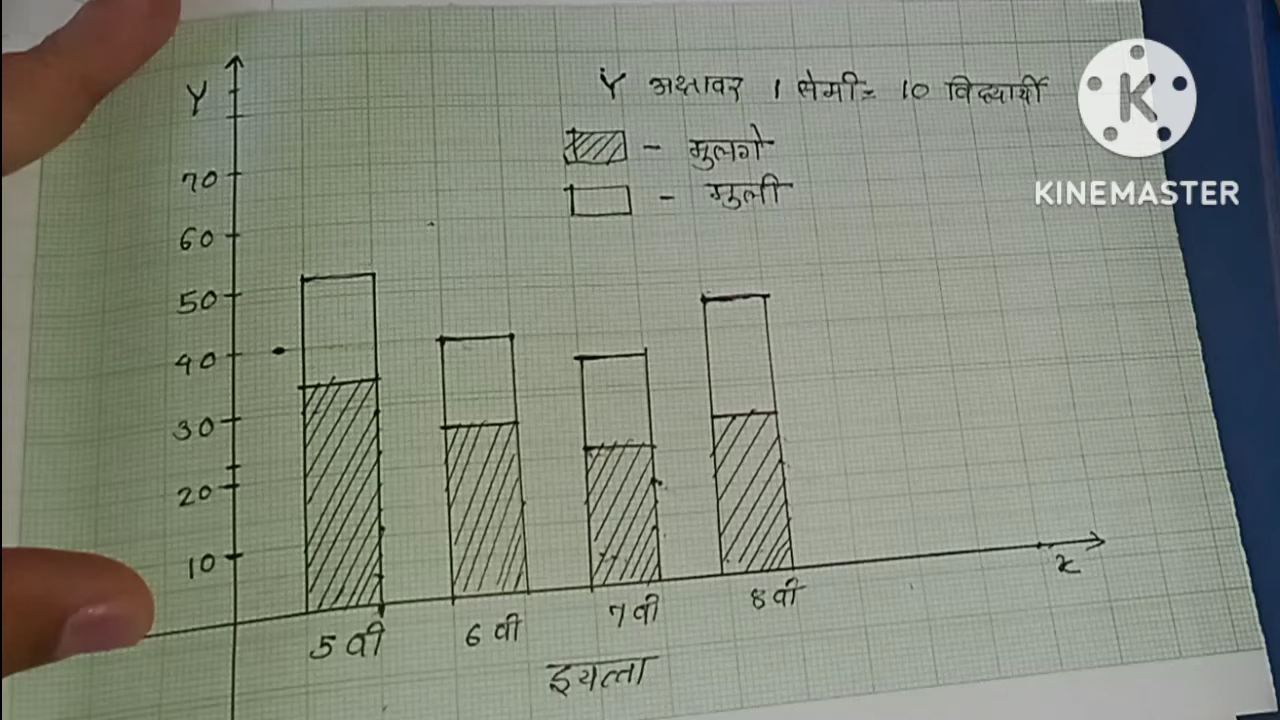 Y
Y अक्षावर 1 सेमी = 10 विद्यार्थी
- मुलगे
- मुली
K
KINEMASTER
70
60
50
40
30
20
10
5 वी
6 वी
7 वी
8 वी
x
इयत्ता